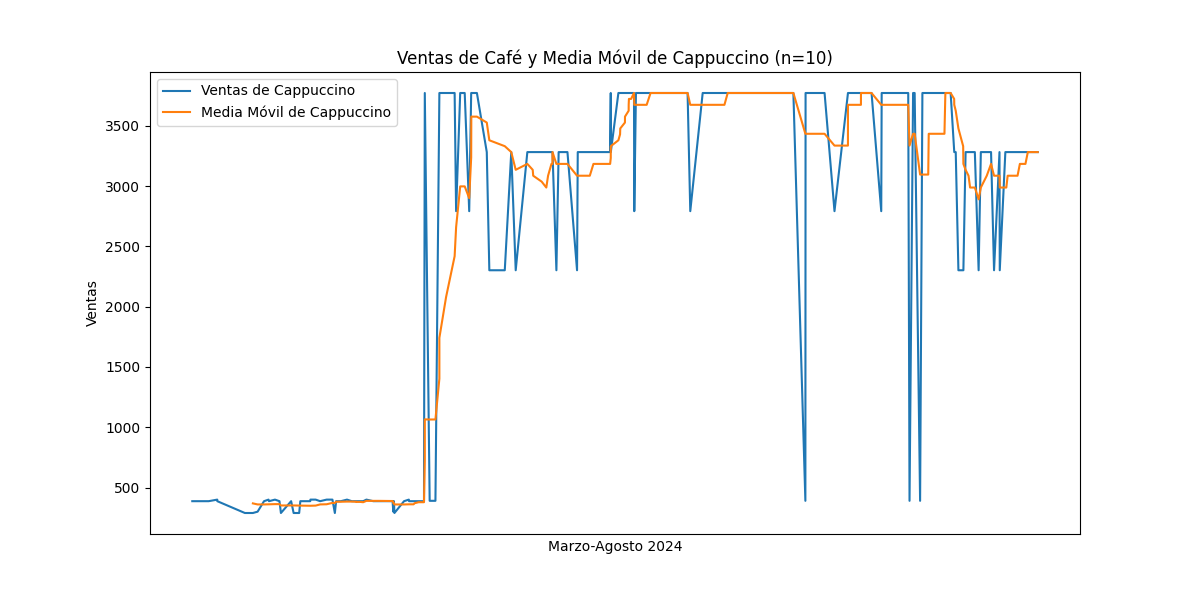 Ventas de Café y Media Móvil de Cappuccino (n=10)
Ventas de Cappuccino
Media Móvil de Cappuccino
3500
3000
2500
2000
1500
1000
500
Ventas
Marzo-Agosto 2024